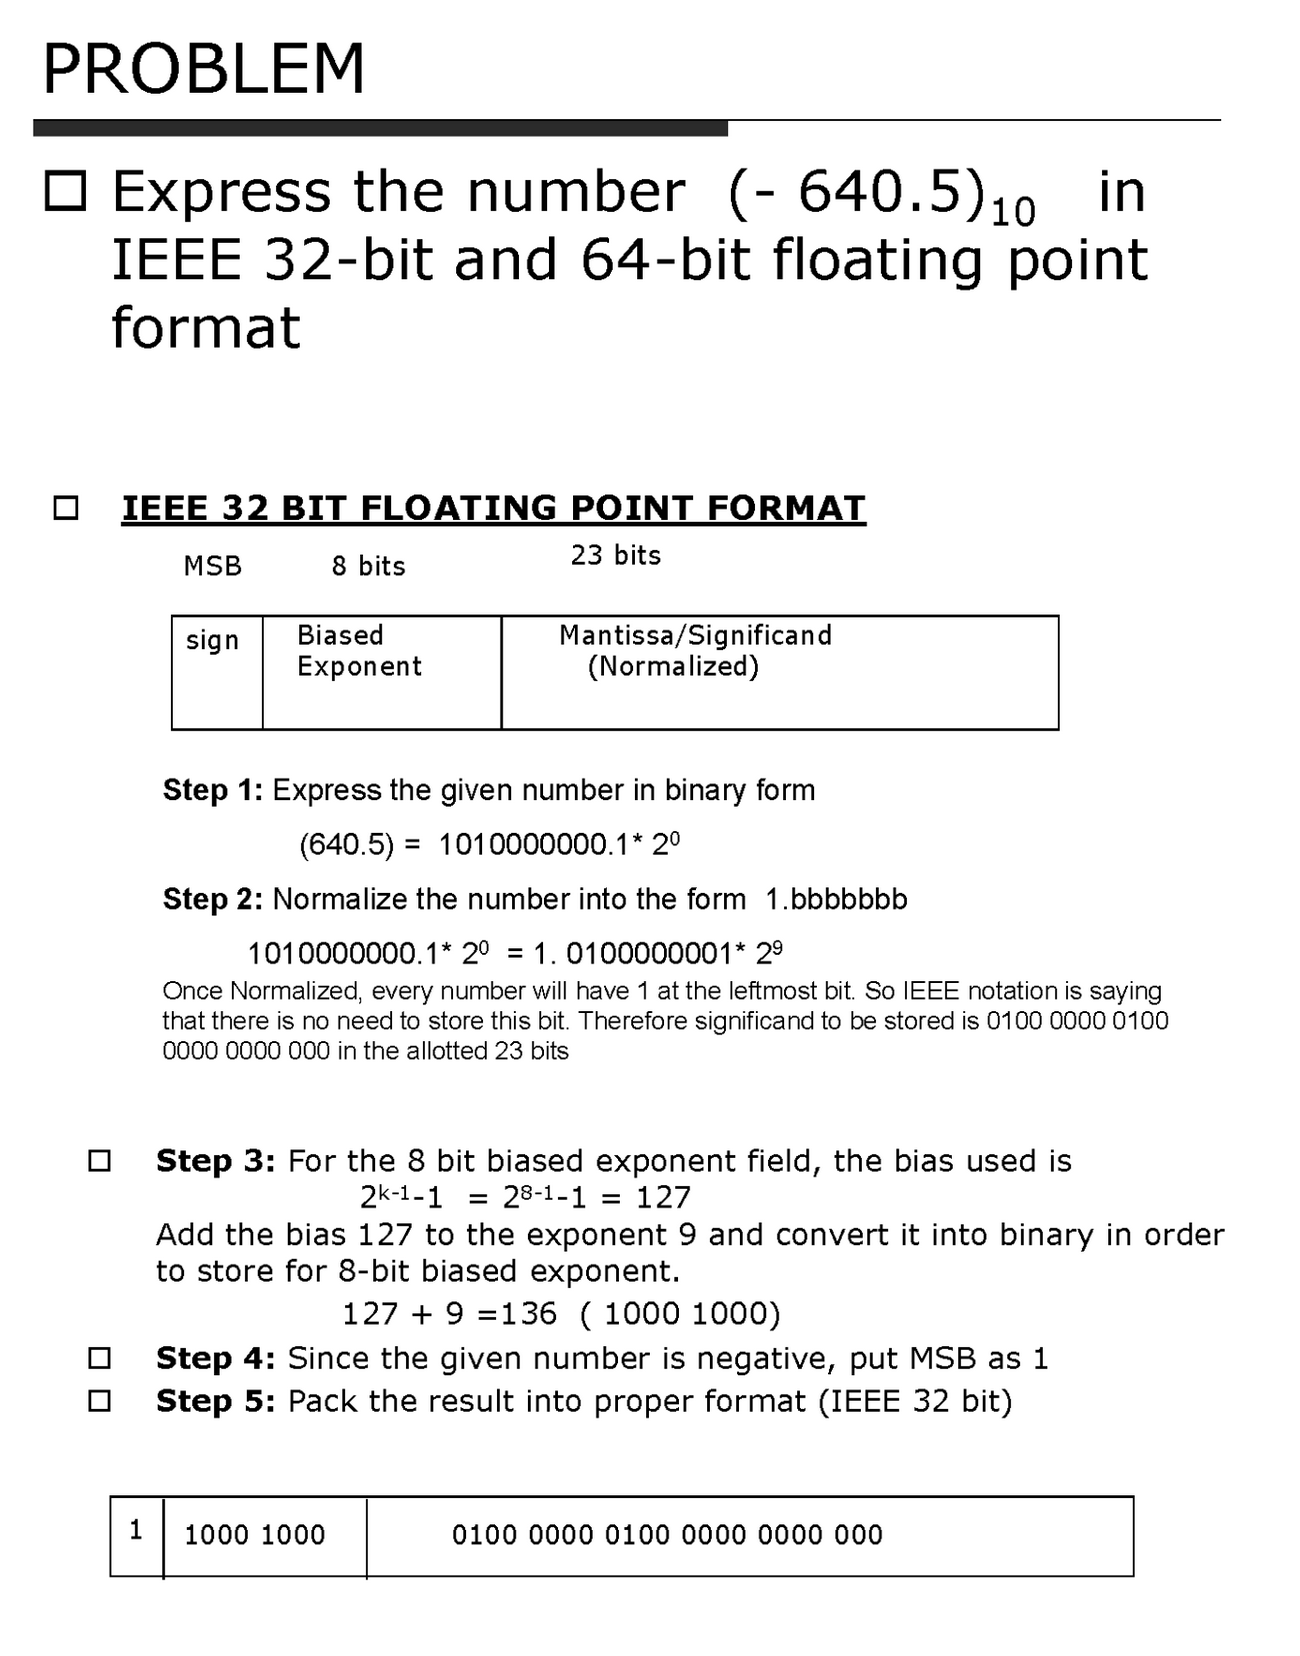 PROBLEM
Express the number (- 640.5)₁₀ in
IEEE 32-bit and 64-bit floating point
format
IEEE 32 BIT FLOATING POINT FORMAT
MSB 8 bits 23 bits
sign Biased Mantissa/Significand
Exponent (Normalized)
Step 1: Express the given number in binary form
(640.5) = 1010000000.1* 2⁰
Step 2: Normalize the number into the form 1.bbbbbbb
1010000000.1* 2⁰ = 1. 0100000001* 2⁹
Once Normalized, every number will have 1 at the leftmost bit. So IEEE notation is saying
that there is no need to store this bit. Therefore significand to be stored is 0100 0000 0100
0000 0000 000 in the allotted 23 bits
Step 3: For the 8 bit biased exponent field, the bias used is
2ᵏ⁻¹-1 = 2⁸⁻¹-1 = 127
Add the bias 127 to the exponent 9 and convert it into binary in order
to store for 8-bit biased exponent.
127 + 9 =136 ( 1000 1000)
Step 4: Since the given number is negative, put MSB as 1
Step 5: Pack the result into proper format (IEEE 32 bit)
1 1000 1000 0100 0000 0100 0000 0000 000